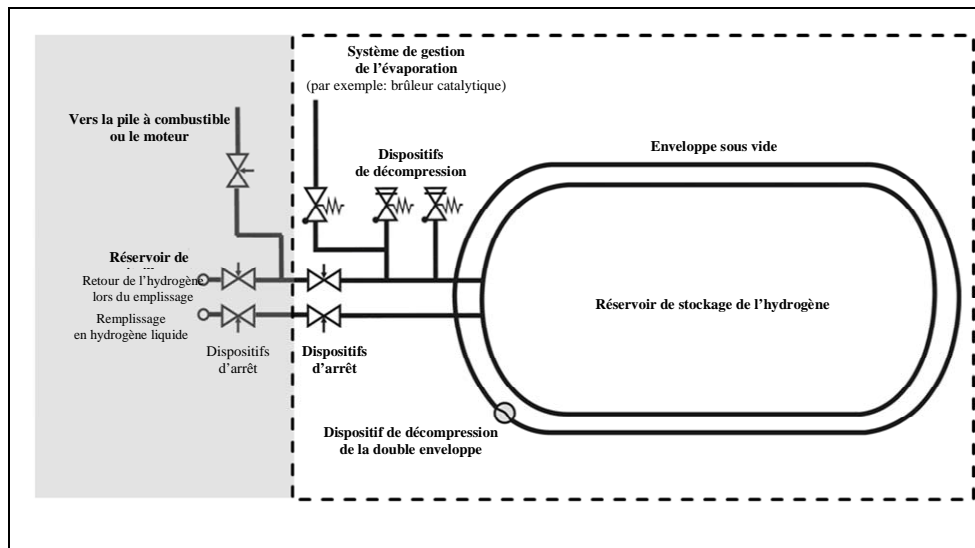 Système de gestion
de l'évaporation
(par exemple: brûleur catalytique)
Vers la pile à combustible
ou le moteur
Dispositifs
de décompression
Enveloppe sous vide
Réservoir de
Retour de l'hydrogène
lors du emplissage
Remplissage
en hydrogène liquide
Réservoir de stockage de l'hydrogène
Dispositifs
d'arrêt
Dispositifs
d'arrêt
Dispositif de décompression
de la double enveloppe